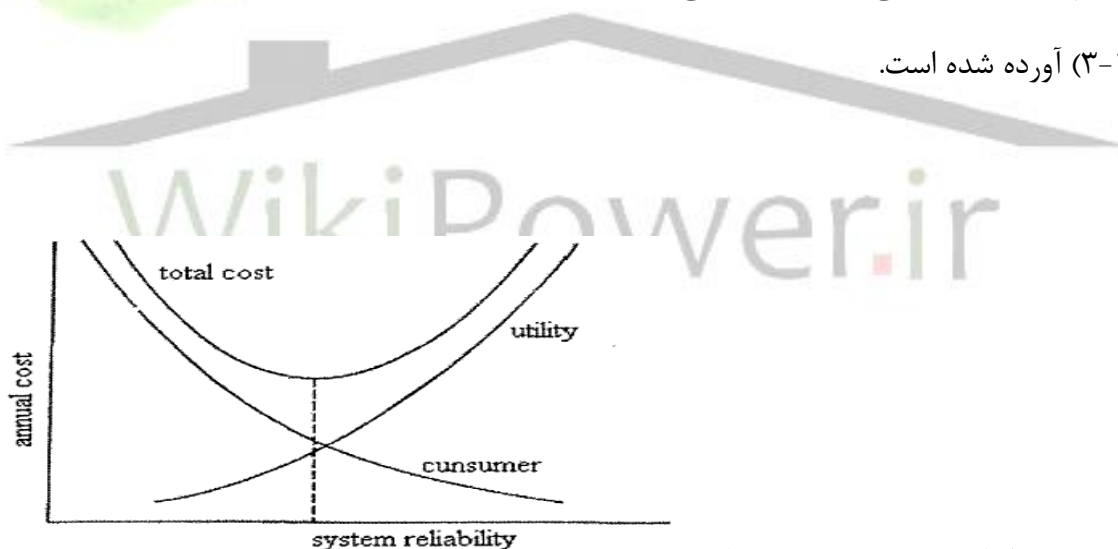 ۳-) آورده شده است.
WikiPower.ir
total cost
utility
annual cost
cunsumer
system reliability